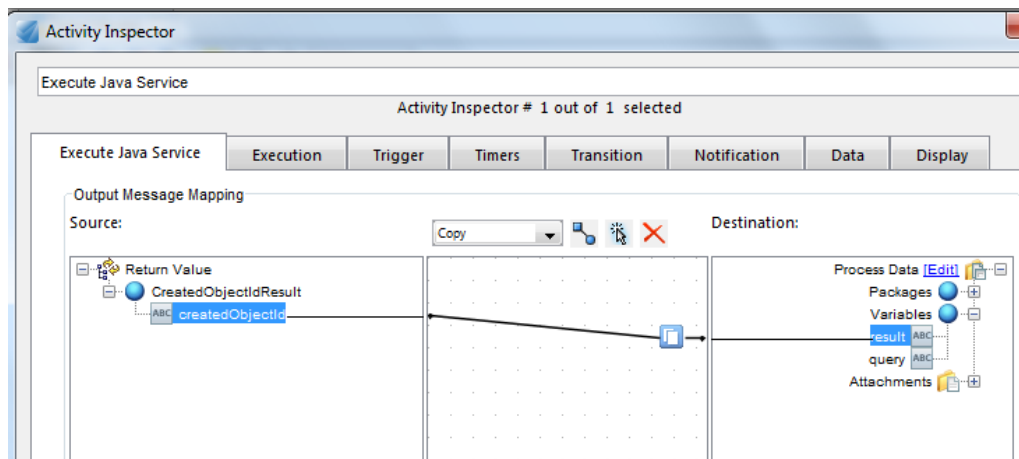 Activity Inspector
Execute Java Service
Activity Inspector # 1 out of 1 selected
Execute Java Service Execution Trigger Timers Transition Notification Data Display
Output Message Mapping
Source: Copy Destination:
Return Value Process Data [Edit]
CreatedObjectIdResult Packages
ABC createdObjectId Variables
result ABC
query ABC
Attachments